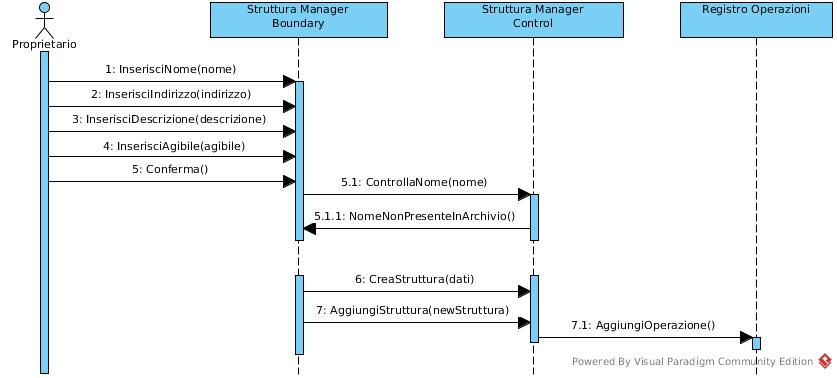 Struttura Manager
Boundary
Struttura Manager
Control
Registro Operazioni
Proprietario
1: InserisciNome(nome)
2: InserisciIndirizzo(indirizzo)
3: InserisciDescrizione(descrizione)
4: InserisciAgibile(agibile)
5: Conferma()
5.1: ControllaNome(nome)
5.1.1: NomeNonPresenteInArchivio()
6: CreaStruttura(dati)
7: AggiungiStruttura(newStruttura)
7.1: AggiungiOperazione()
Powered By Visual Paradigm Community Edition